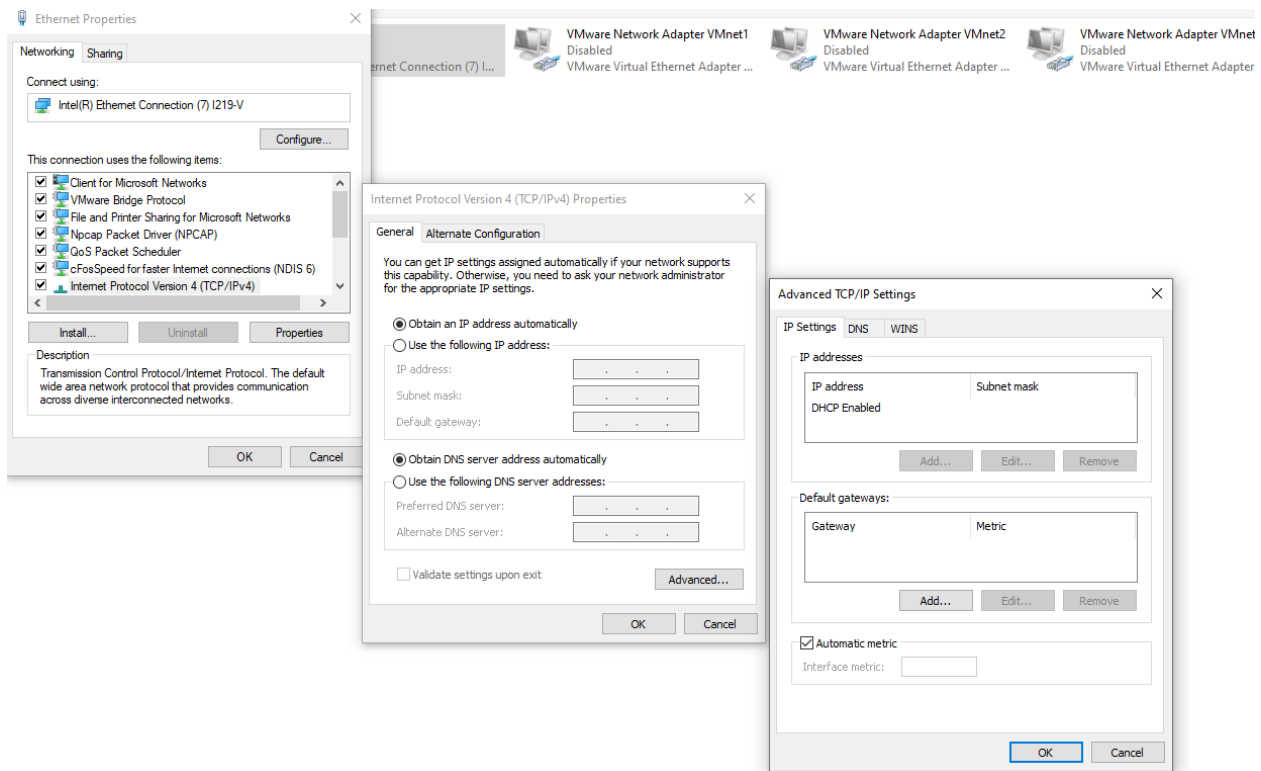 Ethernet Properties
Networking
Sharing
Connect using:
Intel(R) Ethernet Connection (7) I219-V
Configure...
This connection uses the following items:
Client for Microsoft Networks
VMware Bridge Protocol
File and Printer Sharing for Microsoft Networks
Npcap Packet Driver (NPCAP)
QoS Packet Scheduler
cFosSpeed for faster Internet connections (NDIS 6)
Internet Protocol Version 4 (TCP/IPv4)
Install...
Uninstall
Properties
Description
Transmission Control Protocol/Internet Protocol. The default
wide area network protocol that provides communication
across diverse interconnected networks.
OK
Cancel
ernet Connection (7) I...
VMware Network Adapter VMnet1
Disabled
VMware Virtual Ethernet Adapter ...
VMware Network Adapter VMnet2
Disabled
VMware Virtual Ethernet Adapter ...
VMware Network Adapter VMnet
Disabled
VMware Virtual Ethernet Adapter
Internet Protocol Version 4 (TCP/IPv4) Properties
General
Alternate Configuration
You can get IP settings assigned automatically if your network supports
this capability. Otherwise, you need to ask your network administrator
for the appropriate IP settings.
Obtain an IP address automatically
Use the following IP address:
IP address:
Subnet mask:
Default gateway:
Obtain DNS server address automatically
Use the following DNS server addresses:
Preferred DNS server:
Alternate DNS server:
Validate settings upon exit
Advanced...
OK
Cancel
Advanced TCP/IP Settings
IP Settings
DNS
WINS
IP addresses
IP address
Subnet mask
DHCP Enabled
Add...
Edit...
Remove
Default gateways:
Gateway
Metric
Add...
Edit...
Remove
Automatic metric
Interface metric:
OK
Cancel